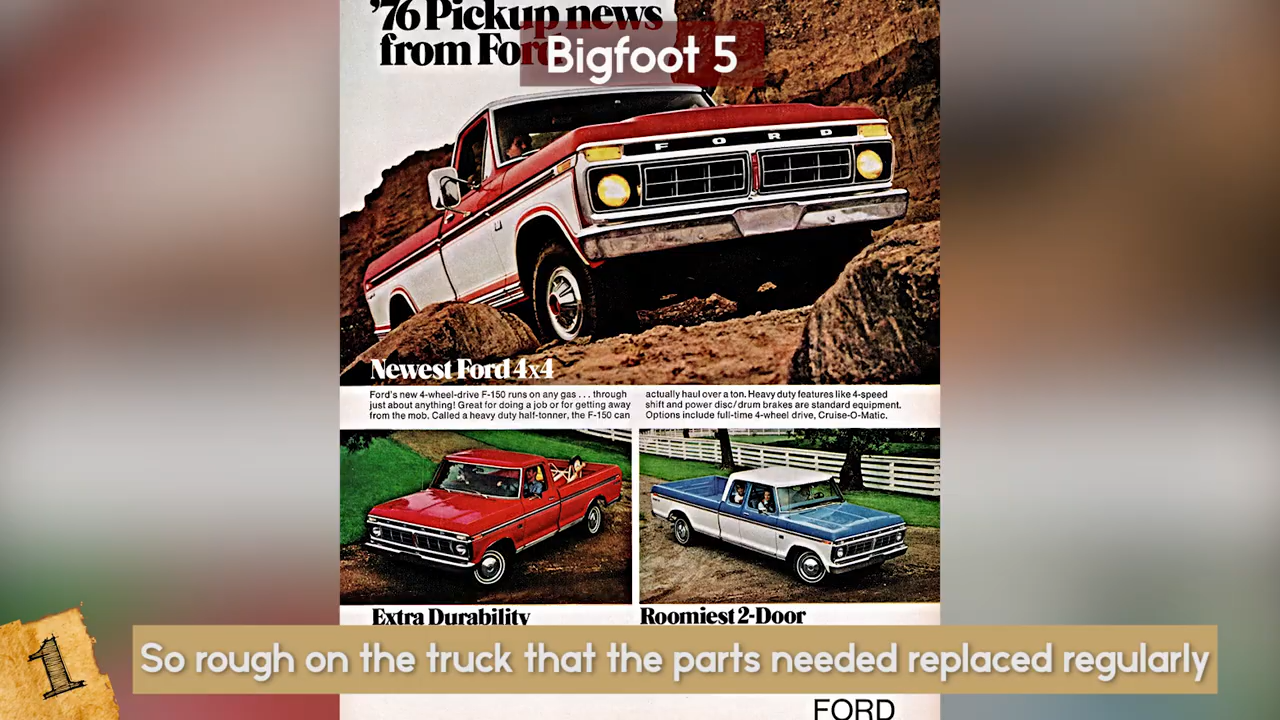 '76 Pickup news
from Ford
Bigfoot 5
FORD
Newest Ford 4x4
Ford's new 4-wheel-drive F-150 runs on any gas . . . through
just about anything! Great for doing a job or for getting away
from the mob. Called a heavy duty half-tonner, the F-150 can
actually haul over a ton. Heavy duty features like 4-speed
shift and power disc/drum brakes are standard equipment.
Options include full-time 4-wheel drive, Cruise-O-Matic.
Extra Durability
Roomiest 2-Door
1
So rough on the truck that the parts needed replaced regularly
FORD